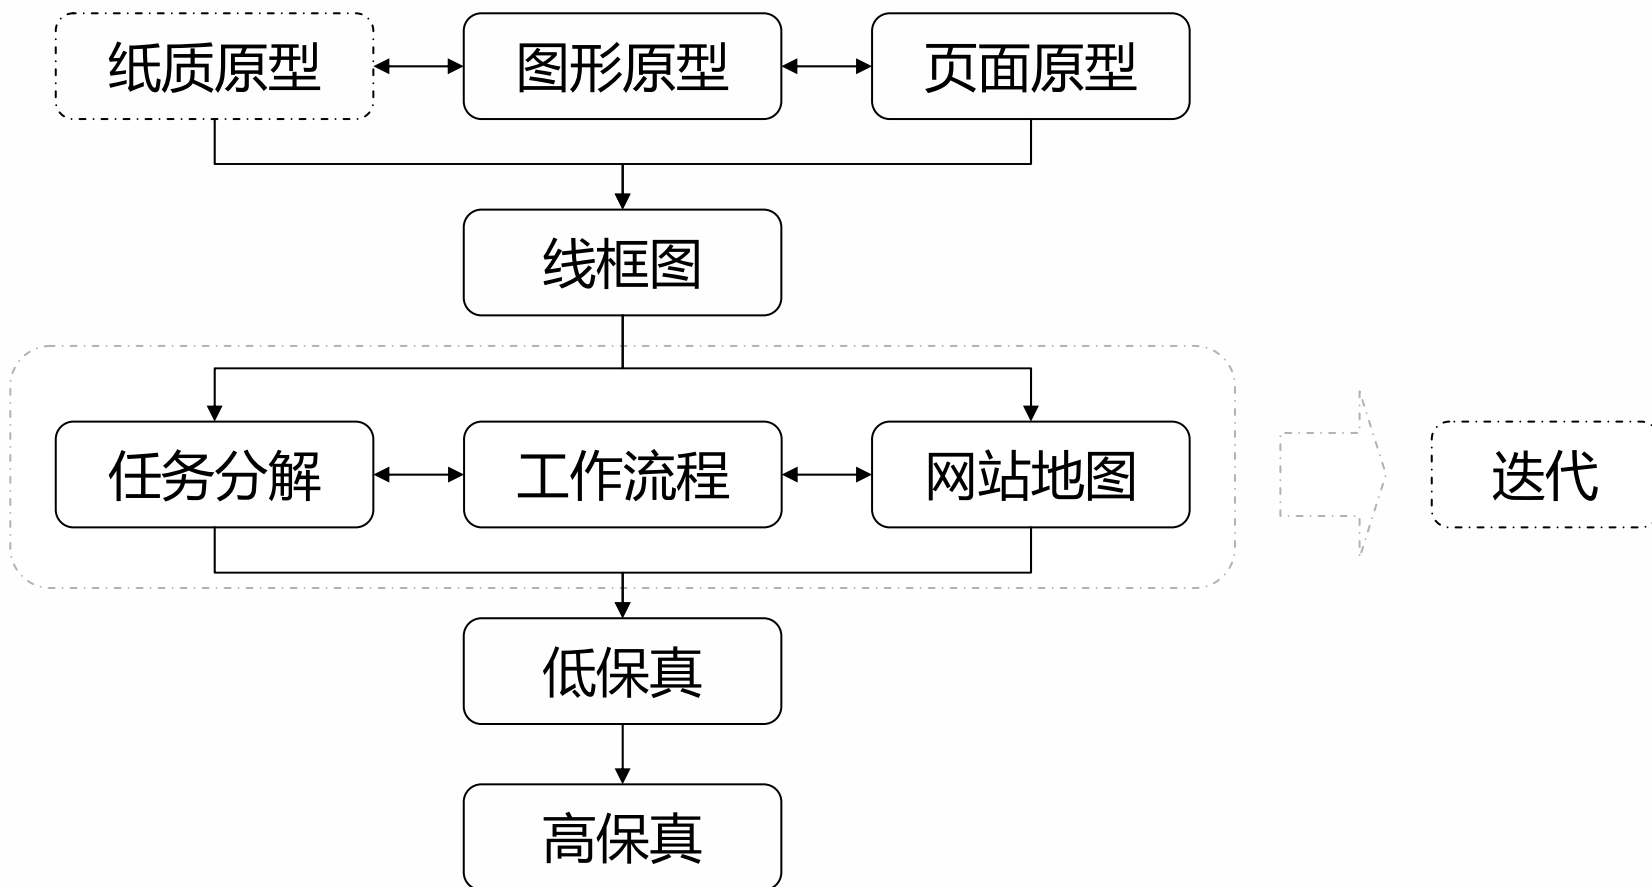 纸质原型
图形原型
页面原型
线框图
任务分解
工作流程
网站地图
迭代
低保真
高保真